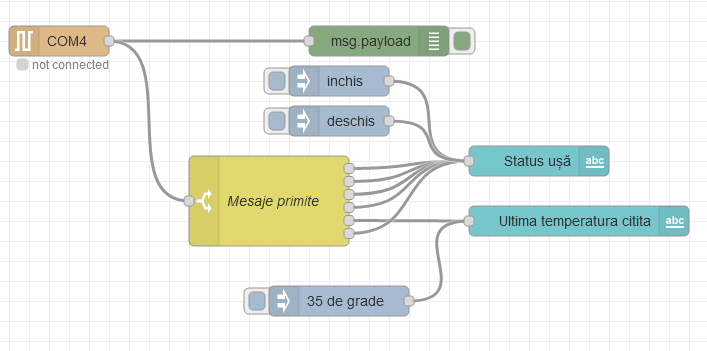 COM4
msg.payload
not connected
inchis
deschis
Status ușă
abc
Mesaje primite
Ultima temperatura citita
abc
35 de grade